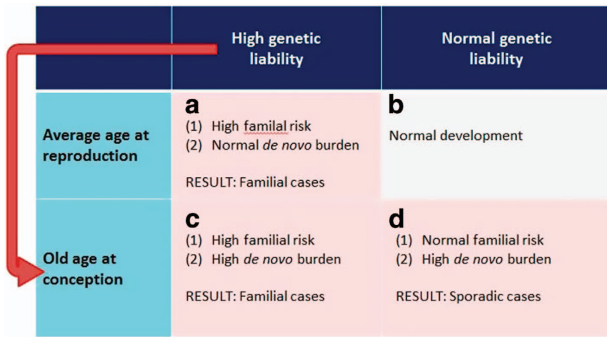 High genetic
liability
Normal genetic
liability
Average age at
reproduction
a
(1) High familal risk
(2) Normal de novo burden
RESULT: Familial cases
b
Normal development
Old age at
conception
c
(1) High familial risk
(2) High de novo burden
RESULT: Familial cases
d
(1) Normal familial risk
(2) High de novo burden
RESULT: Sporadic cases